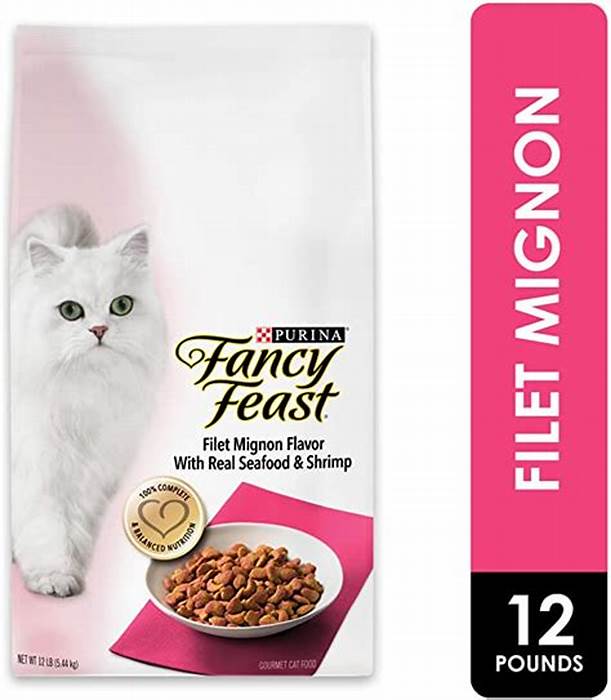 PURINA
Fancy
Feast
Filet Mignon Flavor
With Real Seafood & Shrimp
100% COMPLETE
& BALANCED NUTRITION
NET WT 12 LB (5.44 kg)
GOURMET CAT FOOD
FILET MIGNON
12
POUNDS